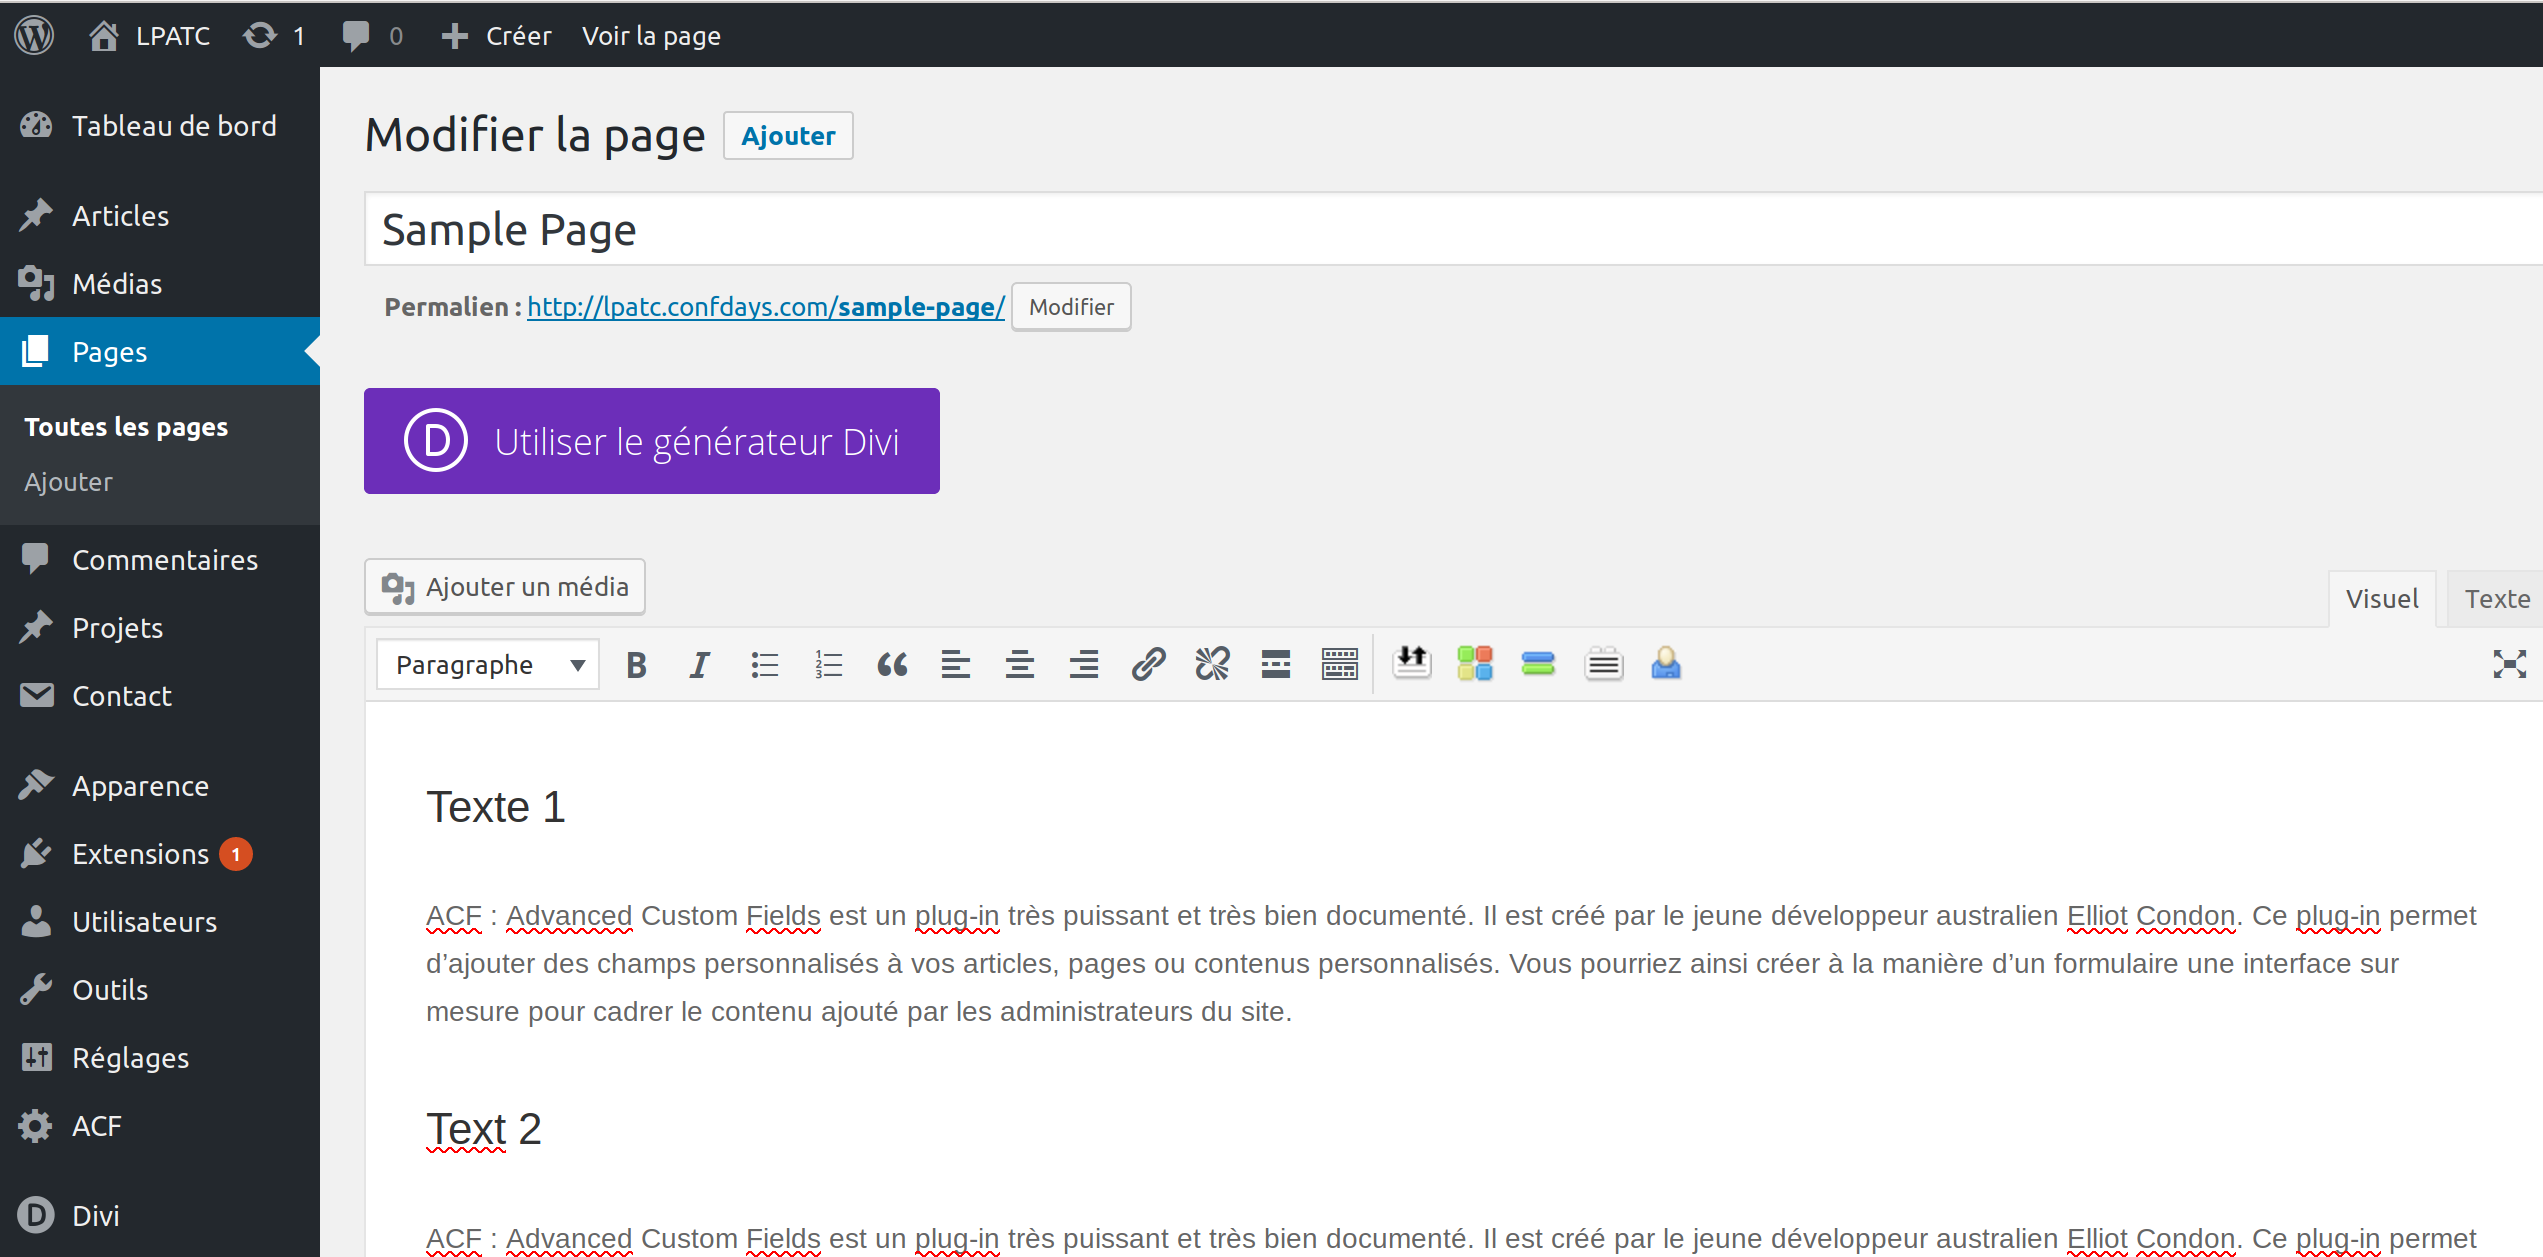 LPATC 1 0 Créer Voir la page
Tableau de bord
Articles
Médias
Pages
Toutes les pages
Ajouter
Commentaires
Projets
Contact
Apparence
Extensions 1
Utilisateurs
Outils
Réglages
ACF
Divi
Modifier la page Ajouter
Sample Page
Permalien : http://lpatc.confdays.com/sample-page/ Modifier
D Utiliser le générateur Divi
Ajouter un média
Visuel Texte
Paragraphe
Texte 1
ACF : Advanced Custom Fields est un plug-in très puissant et très bien documenté. Il est créé par le jeune développeur australien Elliot Condon. Ce plug-in permet
d’ajouter des champs personnalisés à vos articles, pages ou contenus personnalisés. Vous pourriez ainsi créer à la manière d’un formulaire une interface sur
mesure pour cadrer le contenu ajouté par les administrateurs du site.
Text 2
ACF : Advanced Custom Fields est un plug-in très puissant et très bien documenté. Il est créé par le jeune développeur australien Elliot Condon. Ce plug-in permet